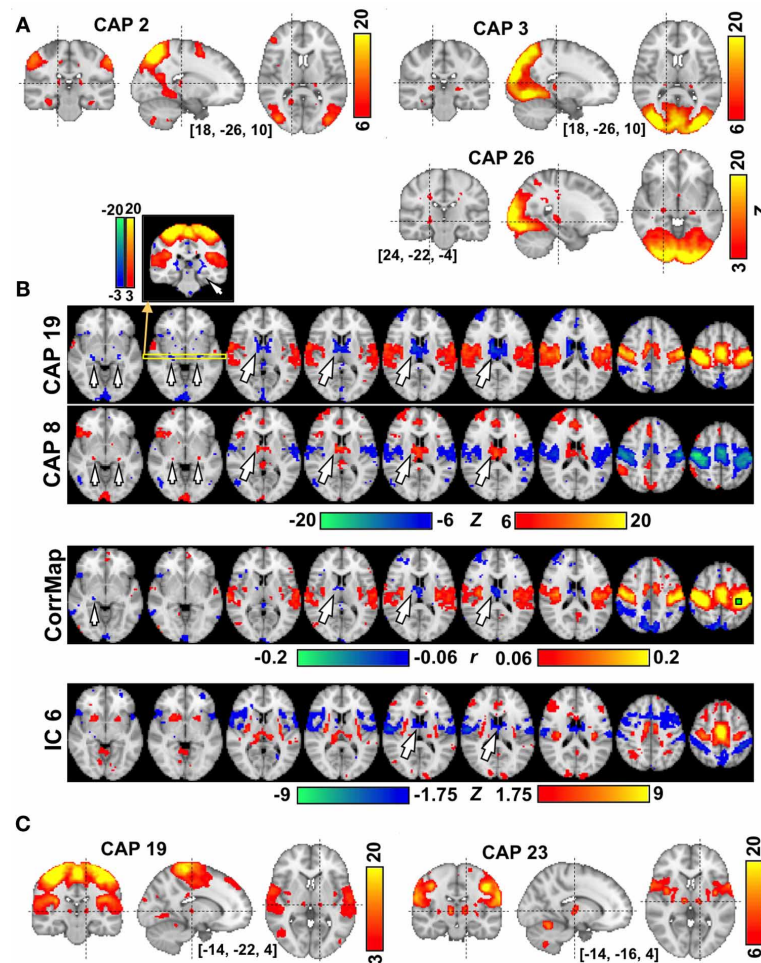 A
CAP 2
20
6
[18, -26, 10]
CAP 3
20
6
[18, -26, 10]
CAP 26
20
3
Z
[24, -22, -4]
-20
20
-3
3
B
CAP 19
CAP 8
-20
-6
Z
6
20
CorrMap
-0.2
-0.06
r
0.06
0.2
IC 6
-9
-1.75
Z
1.75
9
C
CAP 19
20
3
[-14, -22, 4]
CAP 23
20
6
[-14, -16, 4]